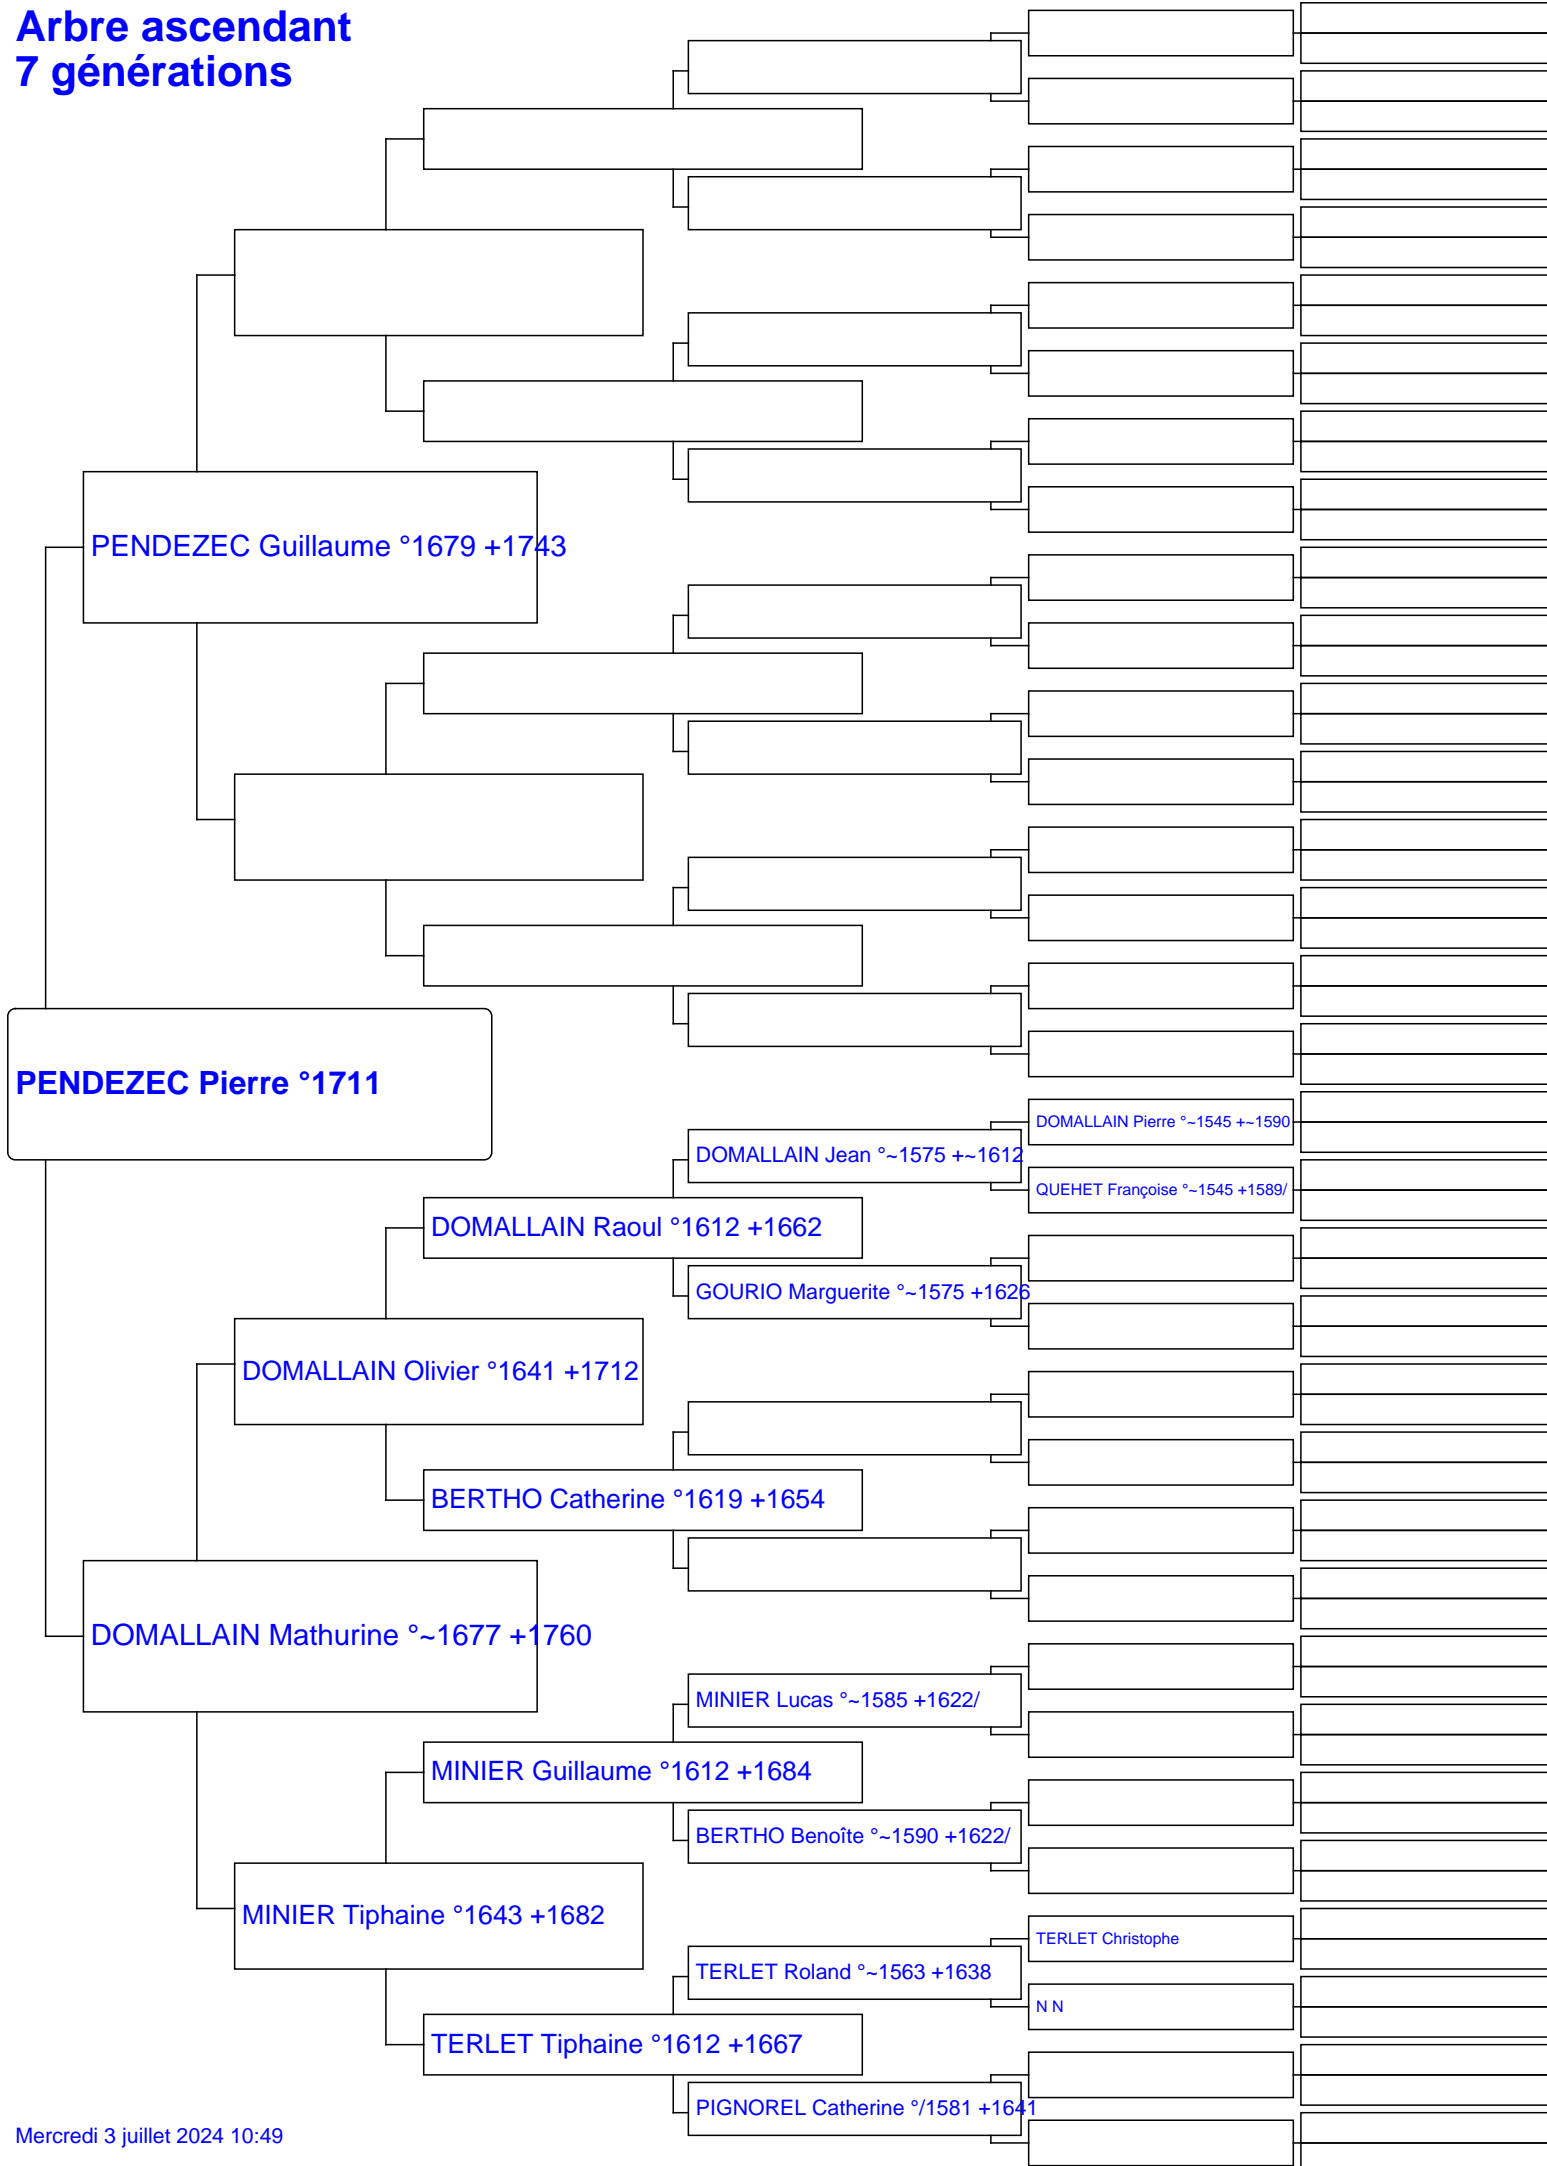 Arbre ascendant
7 générations
PENDEZEC Guillaume °1679 +1743
PENDEZEC Pierre °1711
DOMALLAIN Pierre °~1545 +~1590
DOMALLAIN Jean °~1575 +~1612
QUEHET Françoise °~1545 +1589/
DOMALLAIN Raoul °1612 +1662
GOURIO Marguerite °~1575 +1626
DOMALLAIN Olivier °1641 +1712
BERTHO Catherine °1619 +1654
DOMALLAIN Mathurine °~1677 +1760
MINIER Lucas °~1585 +1622/
MINIER Guillaume °1612 +1684
BERTHO Benoîte °~1590 +1622/
MINIER Tiphaine °1643 +1682
TERLET Christophe
TERLET Roland °~1563 +1638
N N
TERLET Tiphaine °1612 +1667
PIGNOREL Catherine °/1581 +1641
Mercredi 3 juillet 2024 10:49